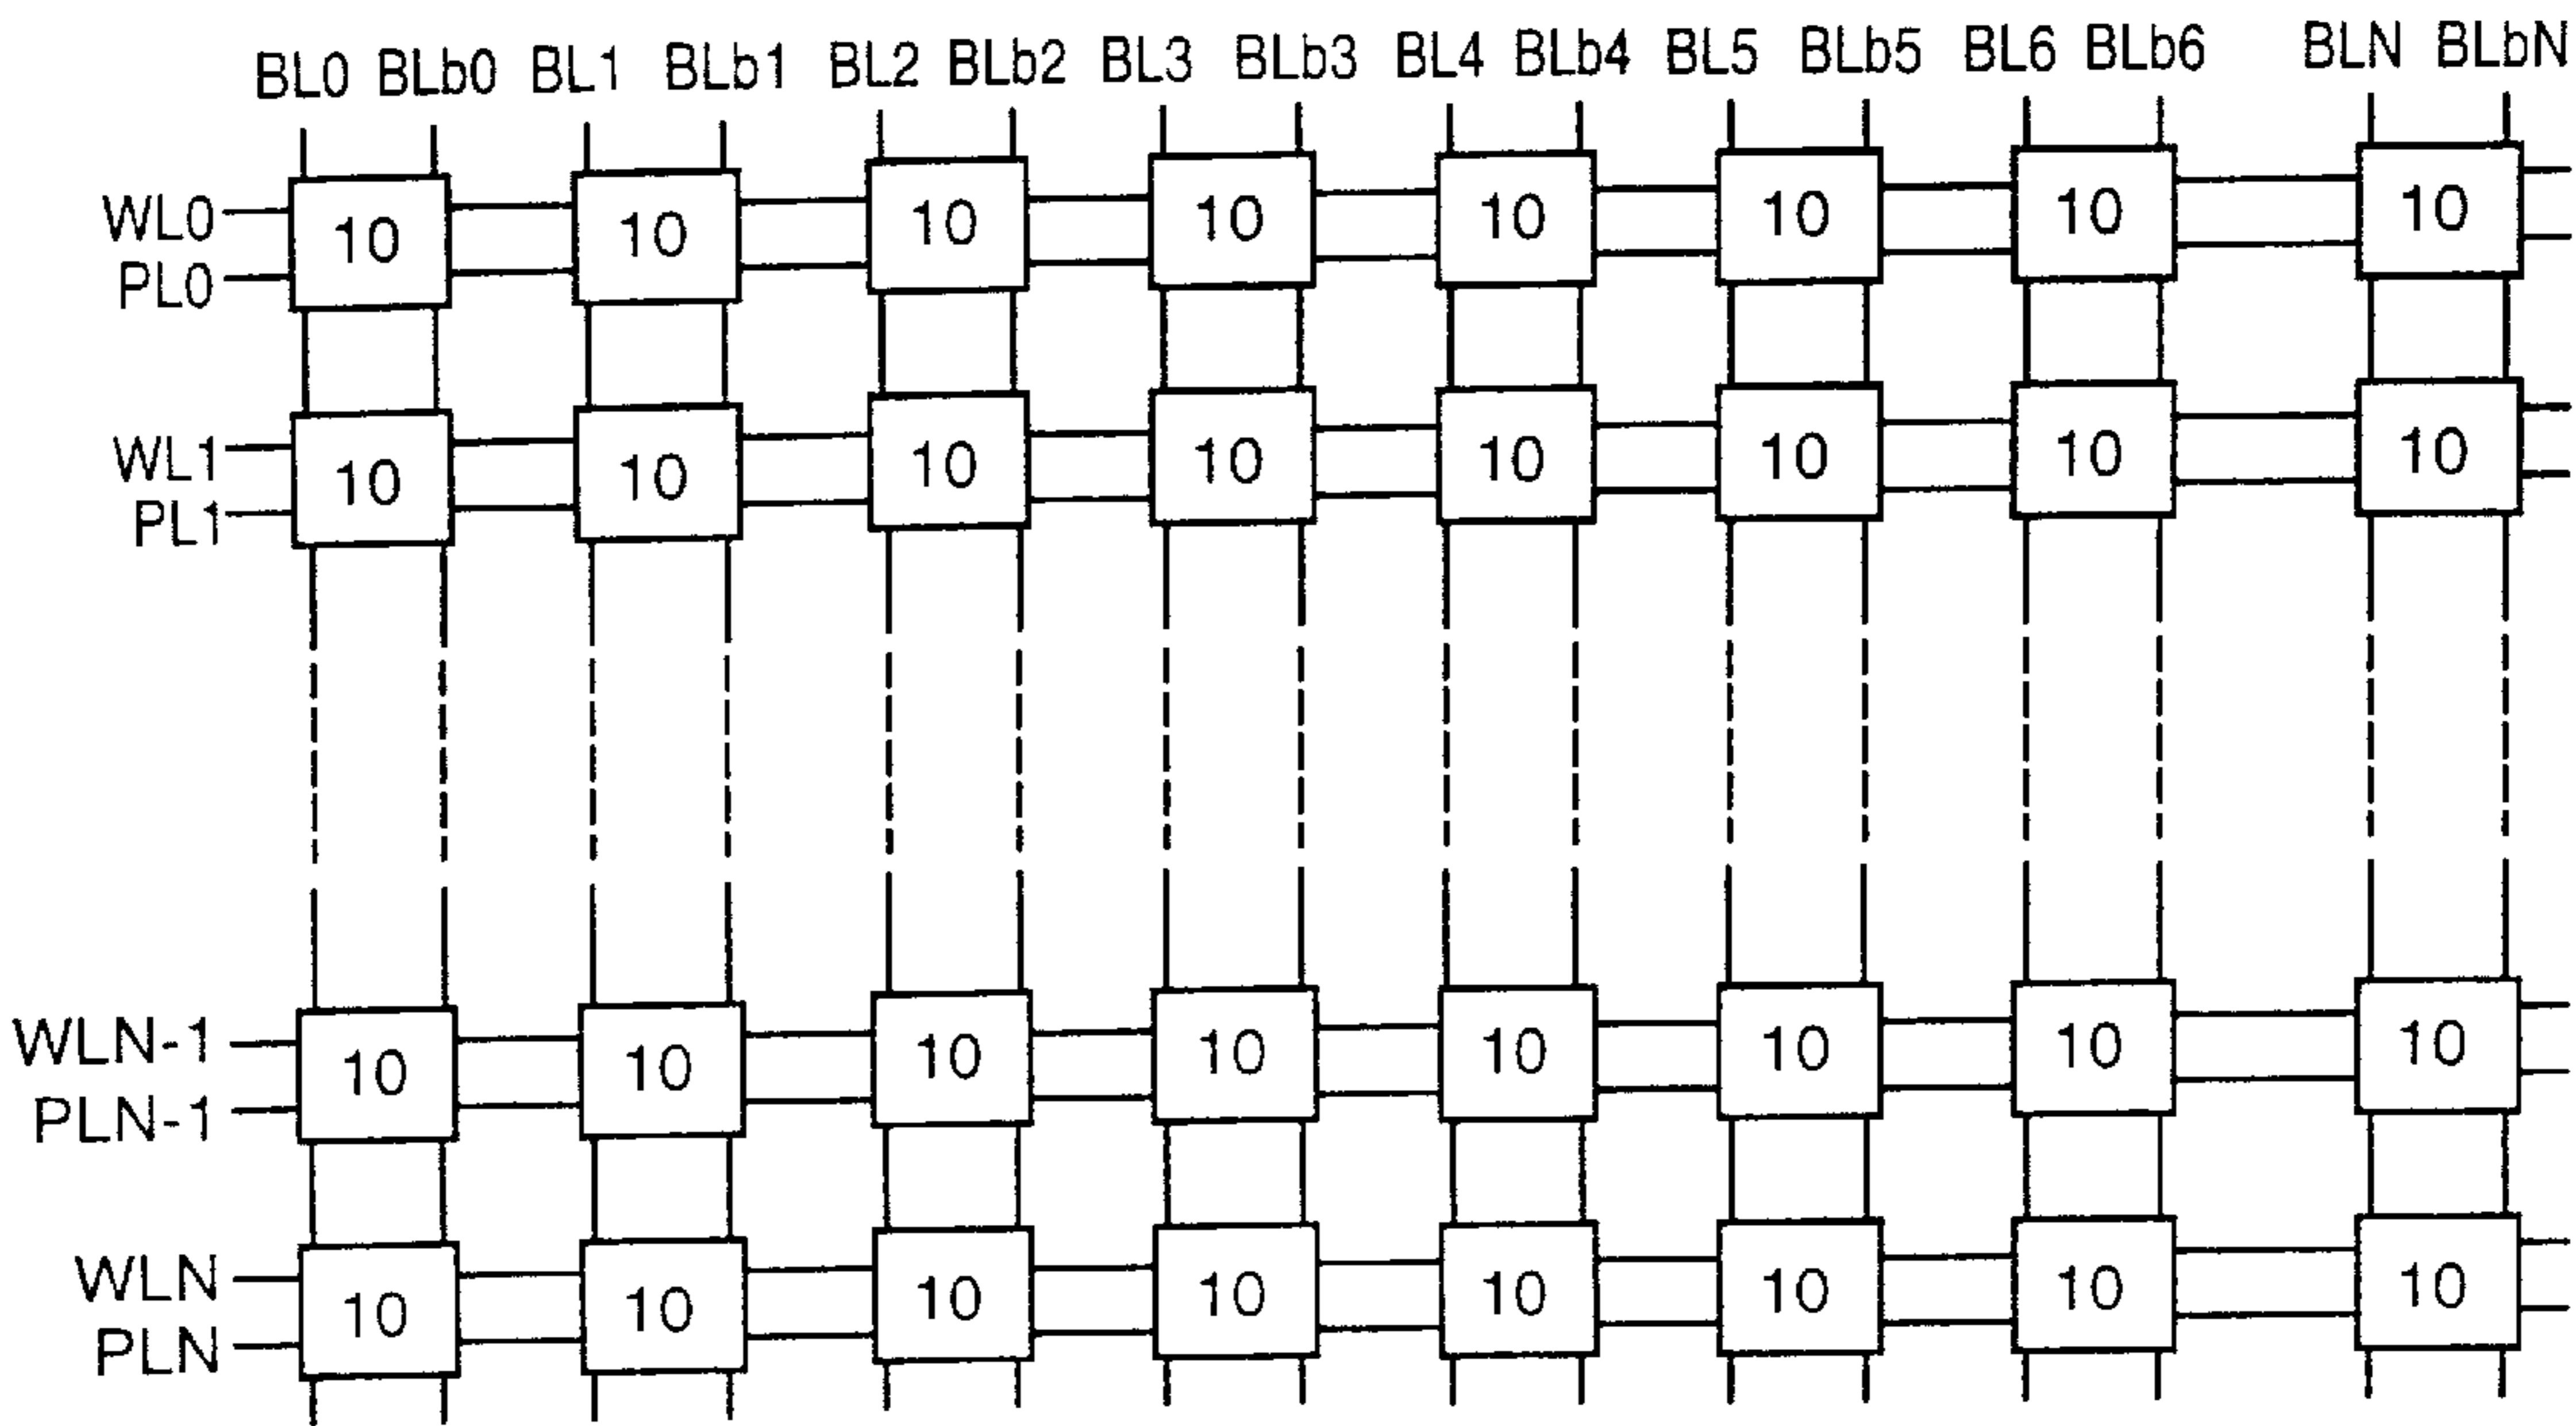 BL0 BLb0 BL1 BLb1 BL2 BLb2 BL3 BLb3 BL4 BLb4 BL5 BLb5 BL6 BLb6 BLN BLbN
WL0 10 10 10 10 10 10 10 10
PL0
WL1 10 10 10 10 10 10 10 10
PL1
WLN-1 10 10 10 10 10 10 10 10
PLN-1
WLN 10 10 10 10 10 10 10 10
PLN